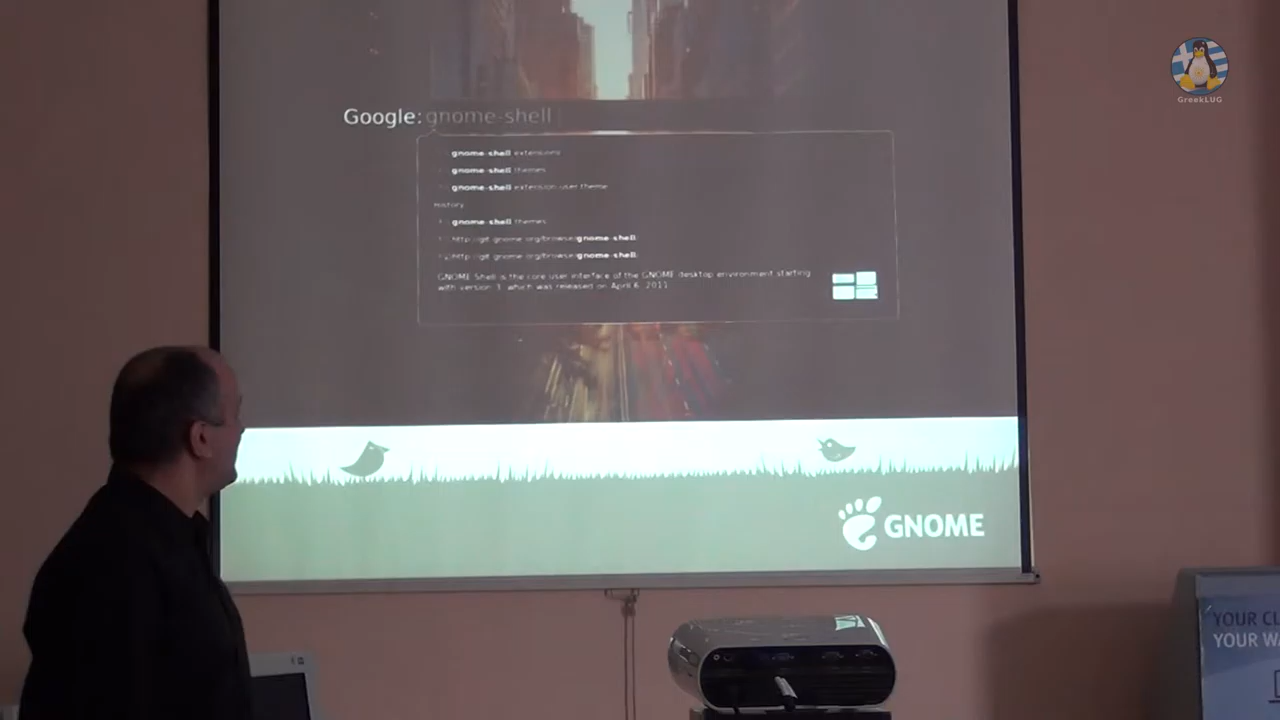 GreekLUG
Google: gnome-shell
gnome-shell extensions
gnome-shell themes
gnome-shell extension user theme
History
gnome-shell themes
http://git.gnome.org/browse/gnome-shell
http://git.gnome.org/browse/gnome-shell
GNOME Shell is the core user interface of the GNOME desktop environment starting
with version 3, which was released on April 6, 2011
GNOME
YOUR
YOUR